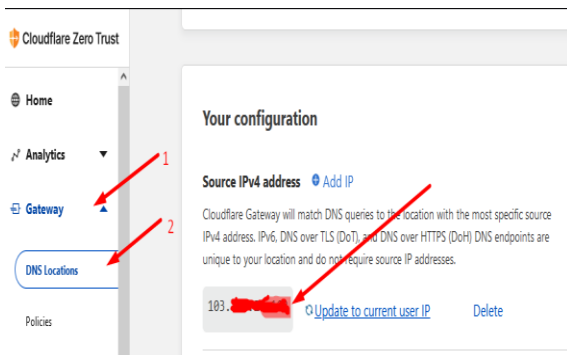 Cloudflare Zero Trust
Home
Analytics
1
Gateway
2
DNS Locations
Policies
Your configuration
Source IPv4 address Add IP
Cloudflare Gateway will match DNS queries to the location with the most specific source
IPv4 address. IPv6, DNS over TLS (DoT), and DNS over HTTPS (DoH) DNS endpoints are
unique to your location and do not require source IP addresses.
103. Update to current user IP Delete